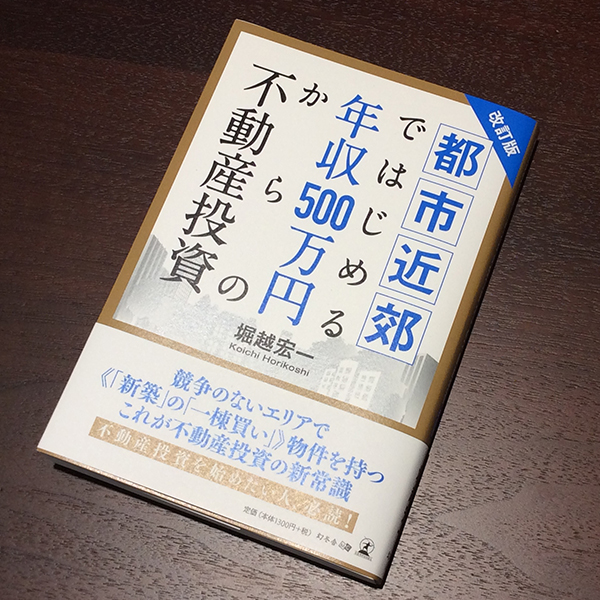 改訂版
都市近郊
ではじめる
年収500万円
からの
不動産投資
堀越宏一
Koichi Horikoshi
競争のないエリアで
《「新築」の「一棟買い」》物件を持つ
これが不動産投資の新常識
不動産投資を始めたい人、必読!
定価(本体1300円+税)
幻冬舎